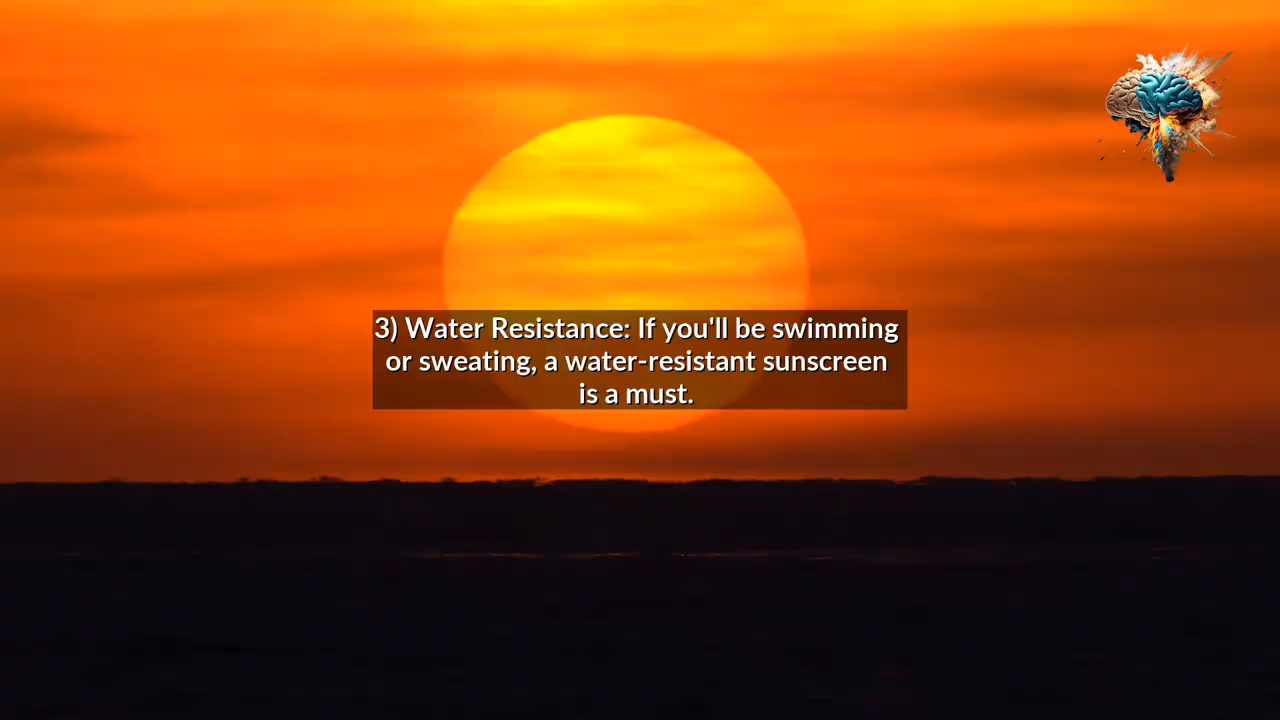 3) Water Resistance: If you'll be swimming
or sweating, a water-resistant sunscreen
is a must.